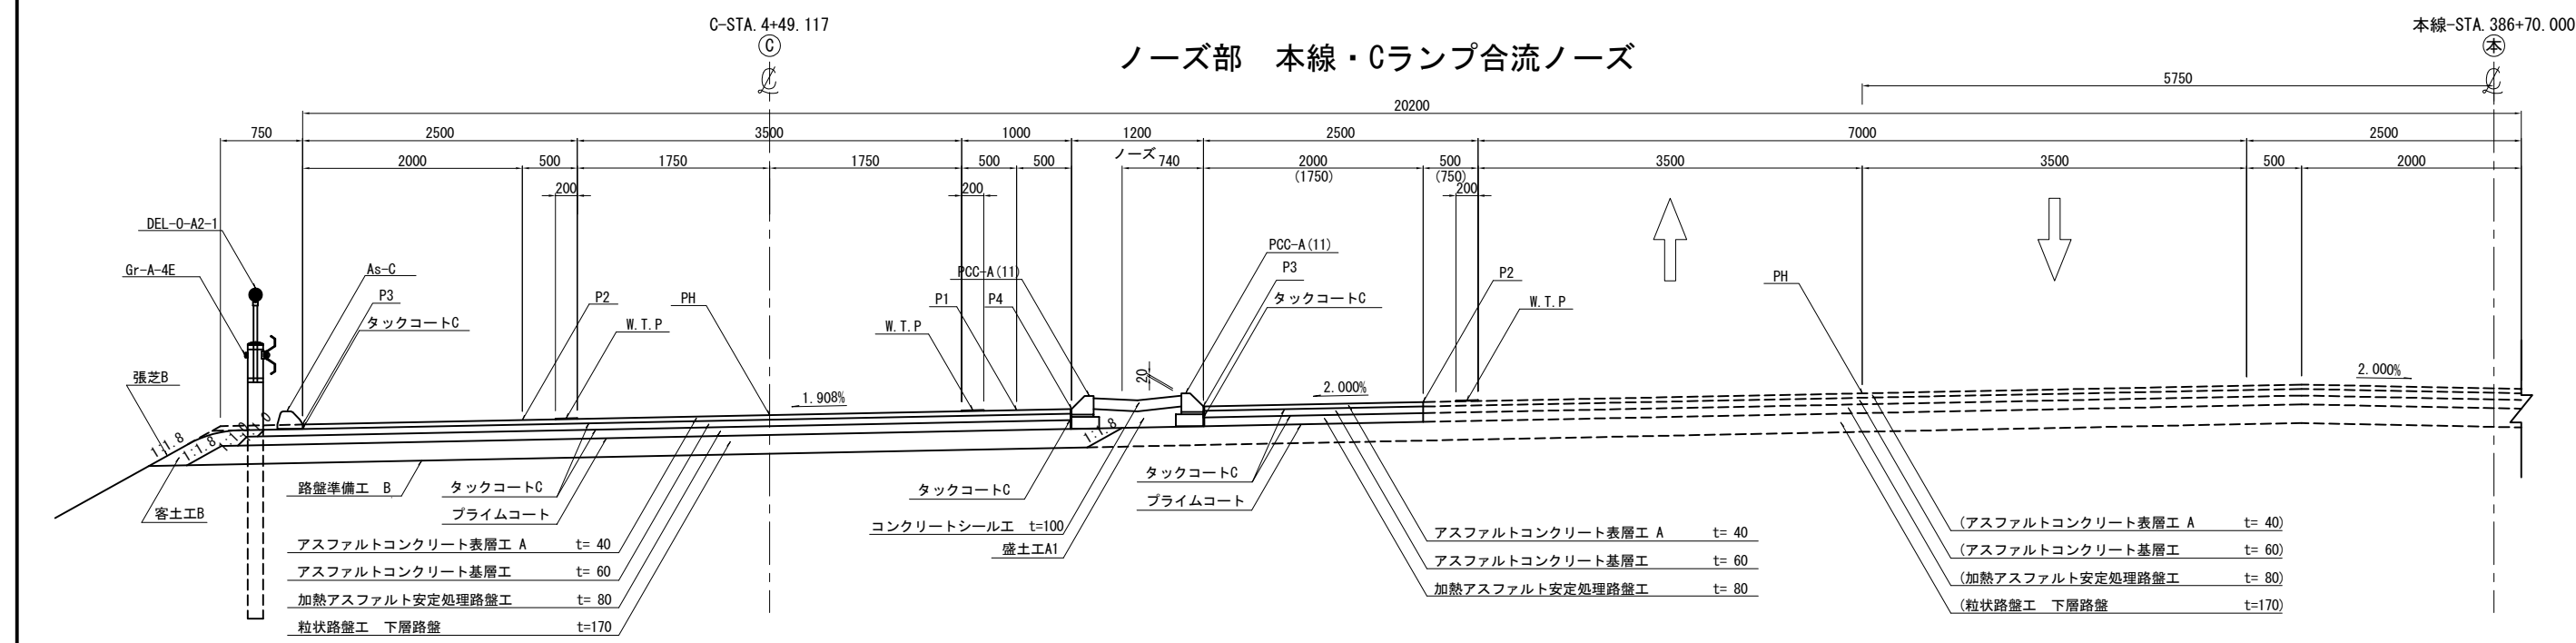 C-STA. 4+49. 117
本線-STA. 386+70. 000
C
本
ノーズ部 本線・Cランプ合流ノーズ
5750
20200
750
2500
3500
1000
1200
2500
7000
2500
ノーズ
2000
500
1750
1750
500
500
740
2000
(1750)
500
(750)
3500
3500
500
2000
200
200
200
DEL-O-A2-1
Gr-A-4E
As-C
P3
タックコートC
P2
W. T. P
PH
W. T. P
P1
PCC-A(11)
P4
20
PCC-A(11)
P3
タックコートC
P2
W. T. P
PH
1. 908%
2. 000%
2. 000%
張芝B
1:1.8
1:1.8
1:1.0
1:1.8
客土工B
路盤準備工 B
タックコートC
プライムコート
タックコートC
コンクリートシール工 t=100
盛土工A1
タックコートC
プライムコート
アスファルトコンクリート表層工 A t= 40
アスファルトコンクリート基層工 t= 60
加熱アスファルト安定処理路盤工 t= 80
粒状路盤工 下層路盤 t=170
アスファルトコンクリート表層工 A t= 40
アスファルトコンクリート基層工 t= 60
加熱アスファルト安定処理路盤工 t= 80
(アスファルトコンクリート表層工 A t= 40)
(アスファルトコンクリート基層工 t= 60)
(加熱アスファルト安定処理路盤工 t= 80)
(粒状路盤工 下層路盤 t=170)